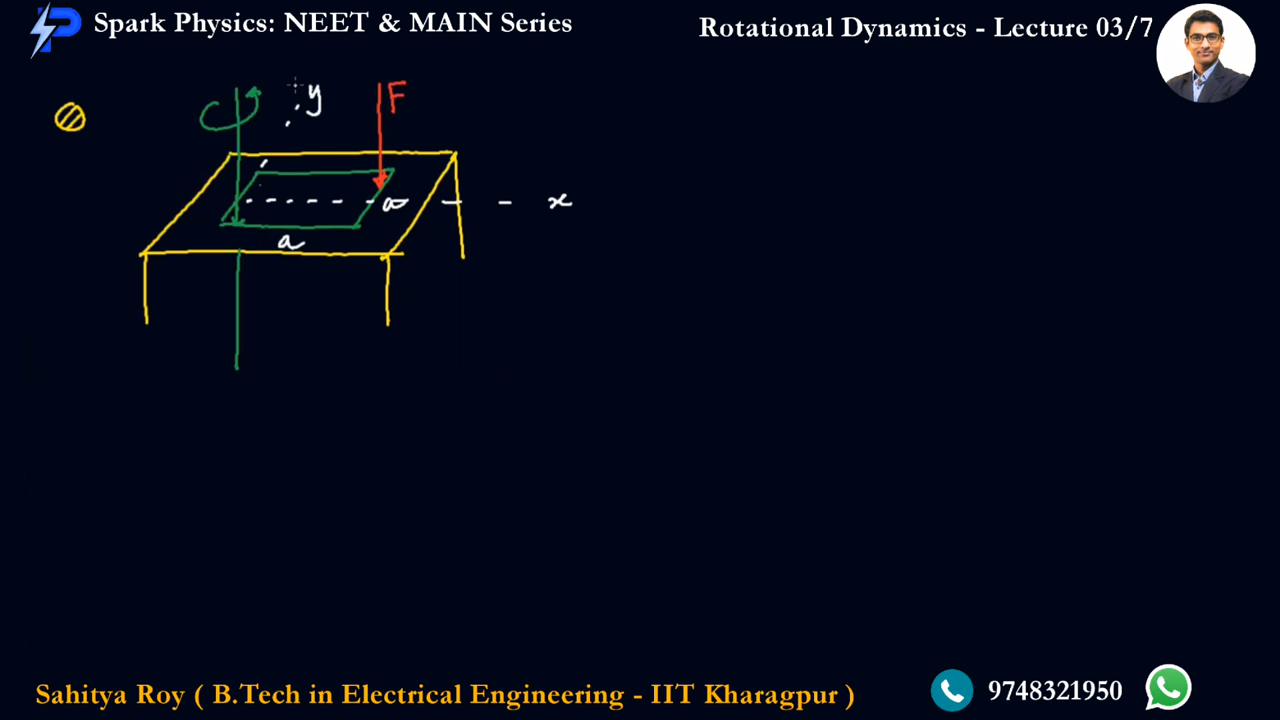 Spark Physics: NEET & MAIN Series
Rotational Dynamics - Lecture 03/7
y
F
a
x
a
Sahitya Roy ( B.Tech in Electrical Engineering - IIT Kharagpur )
9748321950